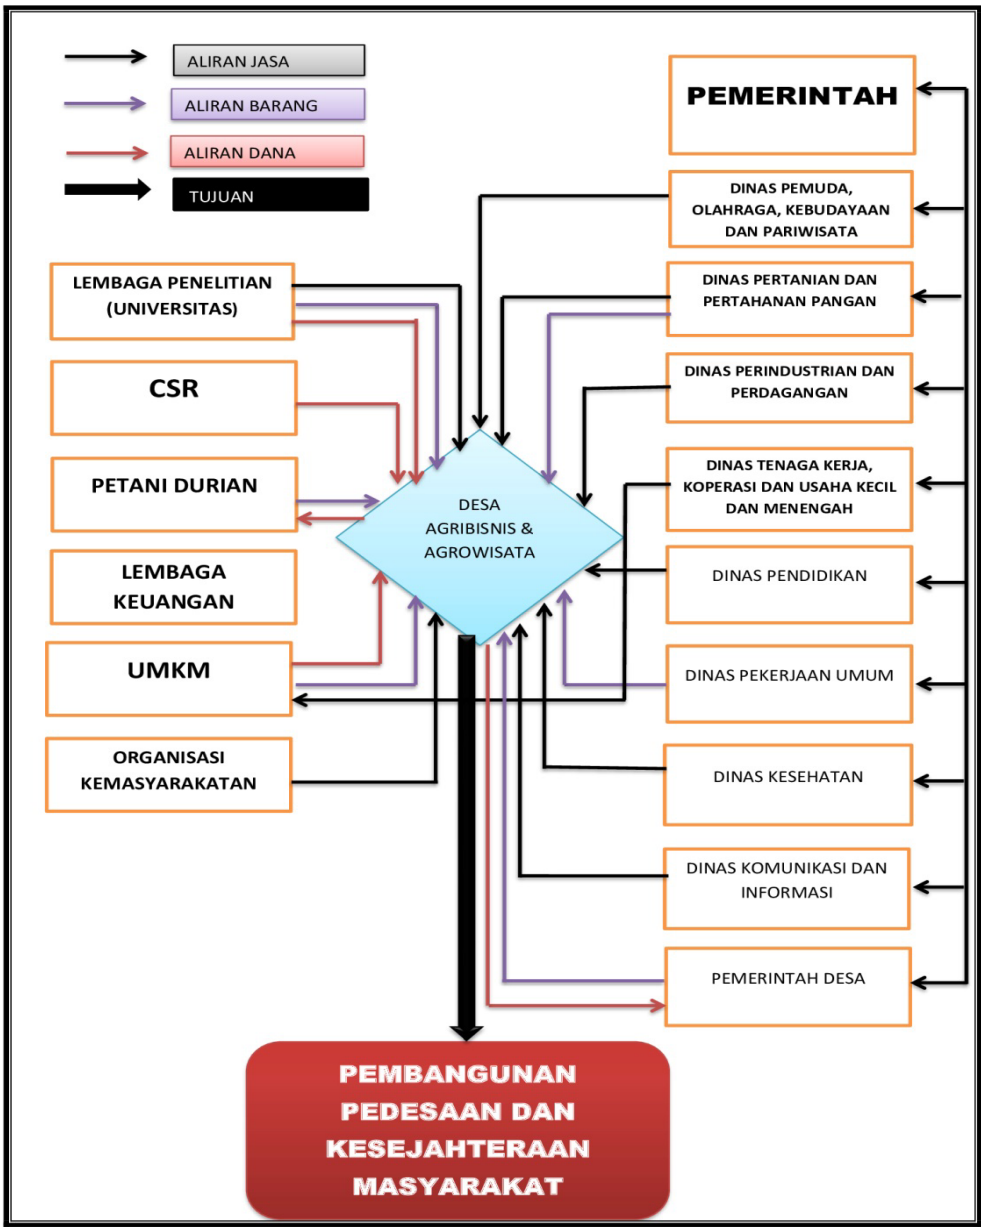 ALIRAN JASA
ALIRAN BARANG
ALIRAN DANA
TUJUAN
PEMERINTAH
DINAS PEMUDA,
OLAHRAGA, KEBUDAYAAN
DAN PARIWISATA
LEMBAGA PENELITIAN
(UNIVERSITAS)
DINAS PERTANIAN DAN
PERTAHANAN PANGAN
CSR
DINAS PERINDUSTRIAN DAN
PERDAGANGAN
PETANI DURIAN
DINAS TENAGA KERJA,
KOPERASI DAN USAHA KECIL
DAN MENENGAH
DESA
AGRIBISNIS &
AGROWISATA
LEMBAGA
KEUANGAN
DINAS PENDIDIKAN
UMKM
DINAS PEKERJAAN UMUM
ORGANISASI
KEMASYARAKATAN
DINAS KESEHATAN
DINAS KOMUNIKASI DAN
INFORMASI
PEMERINTAH DESA
PEMBANGUNAN
PEDESAAN DAN
KESEJAHTERAAN
MASYARAKAT